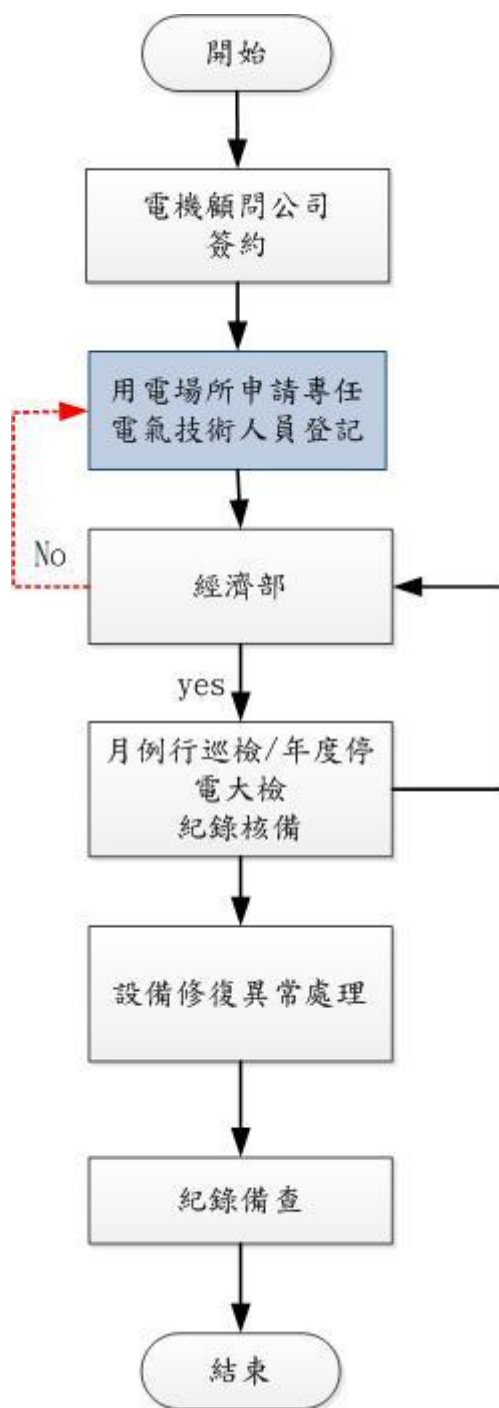 開始
電機顧問公司
簽約
用電場所申請專任
電氣技術人員登記
No
經濟部
yes
月例行巡檢/年度停
電大檢
紀錄核備
設備修復異常處理
紀錄備查
結束